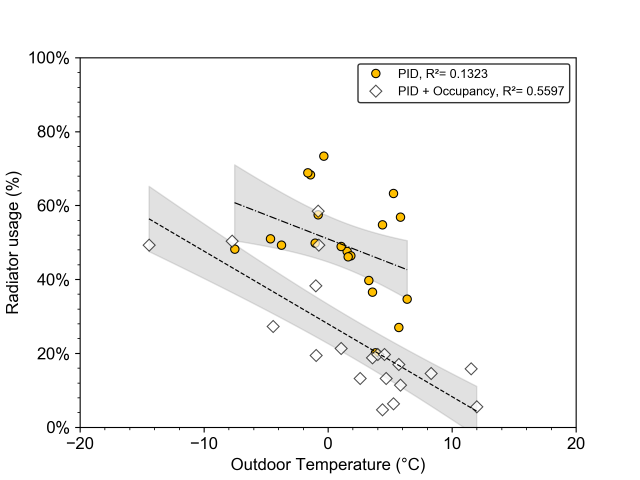 100%
80%
60%
40%
20%
0%
Radiator usage (%)
PID, R²= 0.1323
PID + Occupancy, R²= 0.5597
−20
−10
0
10
20
Outdoor Temperature (°C)